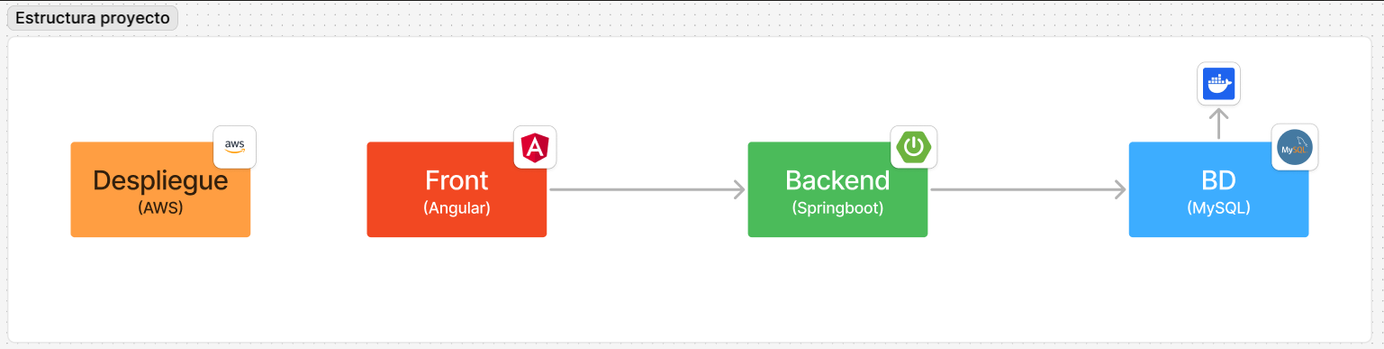 Estructura proyecto
aws
Despliegue
(AWS)
Front
(Angular)
Backend
(Springboot)
MySQL
BD
(MySQL)